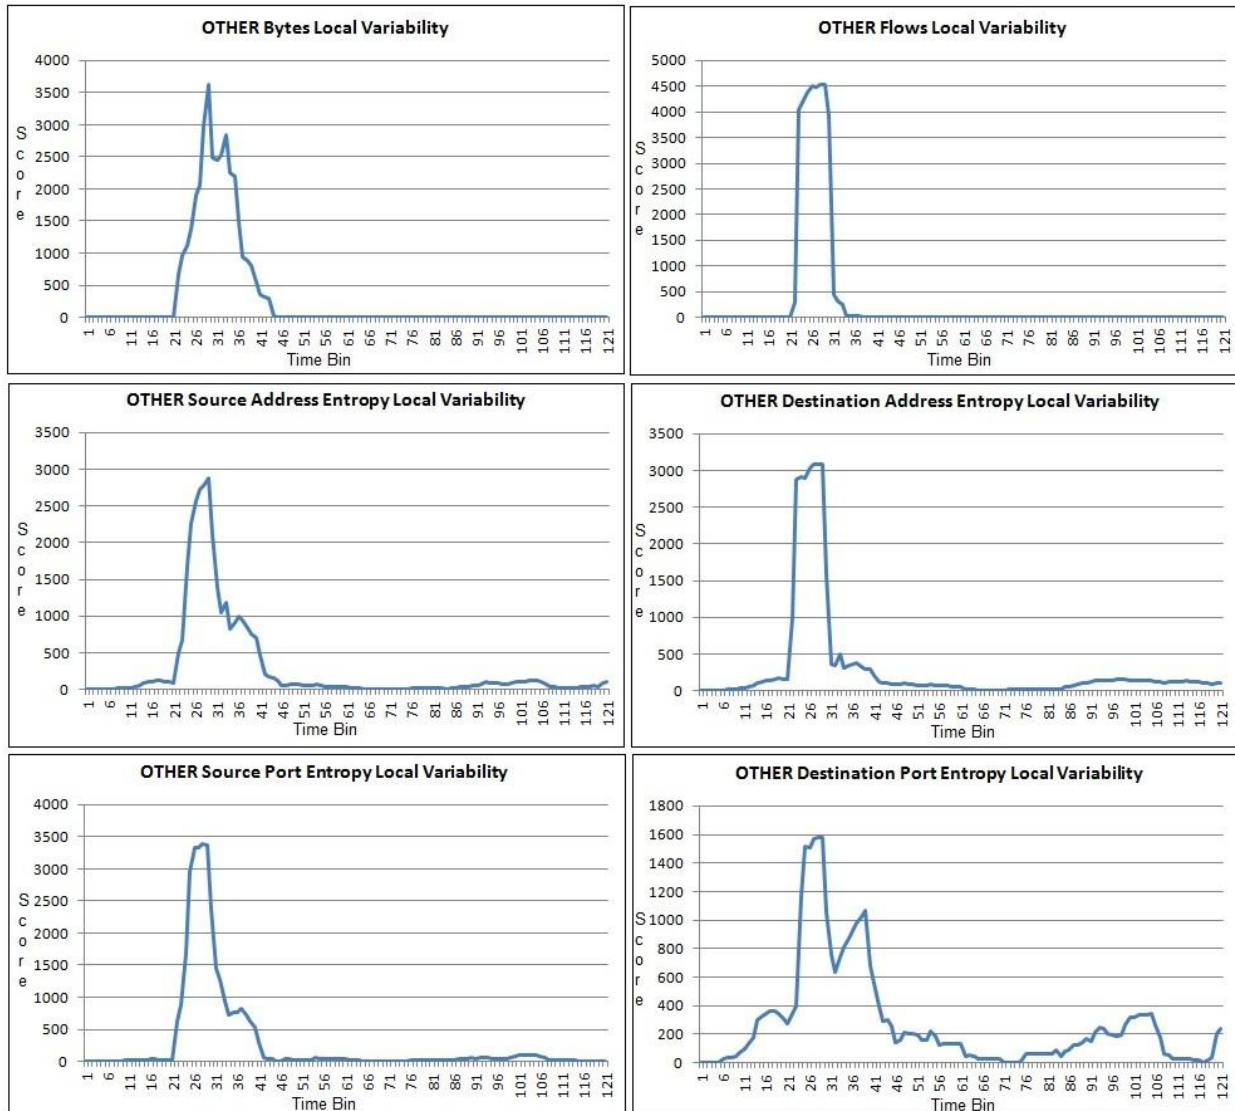 OTHER Bytes Local Variability
4000
3500
3000
2500
2000
1500
1000
500
0
Score
1 6 11 16 21 26 31 36 41 46 51 56 61 66 71 76 81 86 91 96 101 106 111 116 121
Time Bin
OTHER Flows Local Variability
5000
4500
4000
3500
3000
2500
2000
1500
1000
500
0
Score
1 6 11 16 21 26 31 36 41 46 51 56 61 66 71 76 81 86 91 96 101 106 111 116 121
Time Bin
OTHER Source Address Entropy Local Variability
3500
3000
2500
2000
1500
1000
500
0
Score
1 6 11 16 21 26 31 36 41 46 51 56 61 66 71 76 81 86 91 96 101 106 111 116 121
Time Bin
OTHER Destination Address Entropy Local Variability
3500
3000
2500
2000
1500
1000
500
0
Score
1 6 11 16 21 26 31 36 41 46 51 56 61 66 71 76 81 86 91 96 101 106 111 116 121
Time Bin
OTHER Source Port Entropy Local Variability
4000
3500
3000
2500
2000
1500
1000
500
0
Score
1 6 11 16 21 26 31 36 41 46 51 56 61 66 71 76 81 86 91 96 101 106 111 116 121
Time Bin
OTHER Destination Port Entropy Local Variability
1800
1600
1400
1200
1000
800
600
400
200
0
Score
1 6 11 16 21 26 31 36 41 46 51 56 61 66 71 76 81 86 91 96 101 106 111 116 121
Time Bin